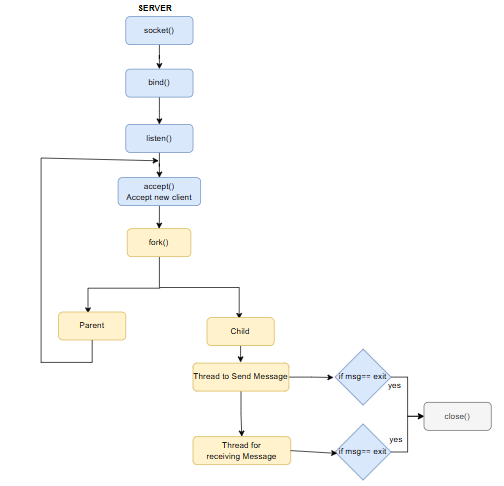 SERVER
socket()
bind()
listen()
accept()
Accept new client
fork()
Parent
Child
Thread to Send Message
if msg== exit
yes
close()
Thread for
receiving Message
if msg== exit
yes